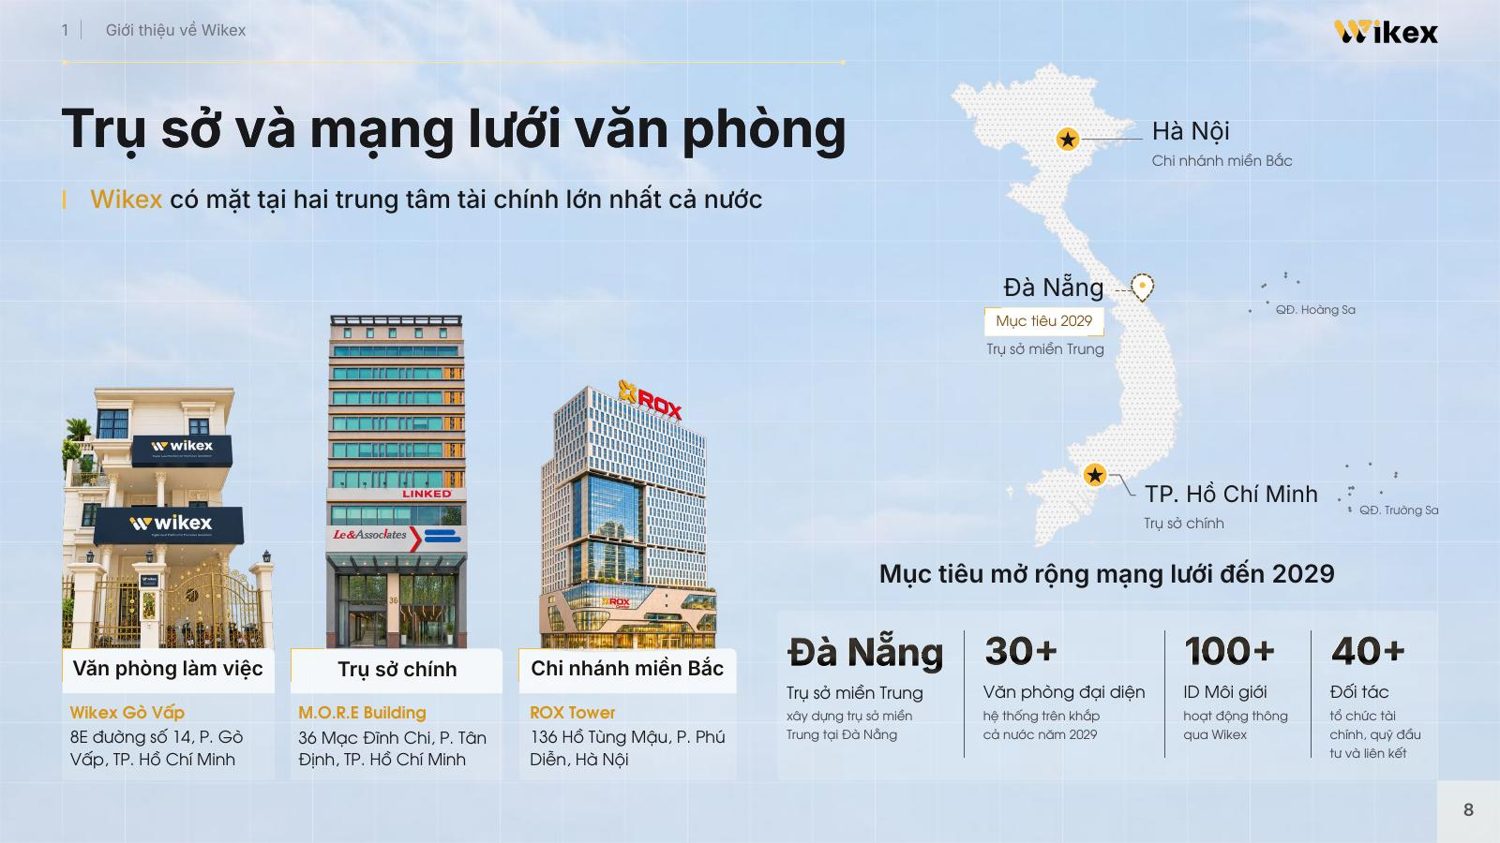 1 | Giới thiệu về Wikex
Wikex
Trụ sở và mạng lưới văn phòng
Wikex có mặt tại hai trung tâm tài chính lớn nhất cả nước
Hà Nội
Chi nhánh miền Bắc
Đà Nẵng
Mục tiêu 2029
Trụ sở miền Trung
QĐ. Hoàng Sa
TP. Hồ Chí Minh
Trụ sở chính
QĐ. Trường Sa
wikex
wikex
LINKED
Le&Associates
36
ROX
ROX
Văn phòng làm việc
Wikex Gò Vấp
8E đường số 14, P. Gò
Vấp, TP. Hồ Chí Minh
Trụ sở chính
M.O.R.E Building
36 Mạc Đĩnh Chi, P. Tân
Định, TP. Hồ Chí Minh
Chi nhánh miền Bắc
ROX Tower
136 Hồ Tùng Mậu, P. Phú
Diễn, Hà Nội
Mục tiêu mở rộng mạng lưới đến 2029
Đà Nẵng
Trụ sở miền Trung
xây dựng trụ sở miền
Trung tại Đà Nẵng
30+
Văn phòng đại diện
hệ thống trên khắp
cả nước năm 2029
100+
ID Môi giới
hoạt động thông
qua Wikex
40+
Đối tác
tổ chức tài
chính, quỹ đầu
tư và liên kết
8